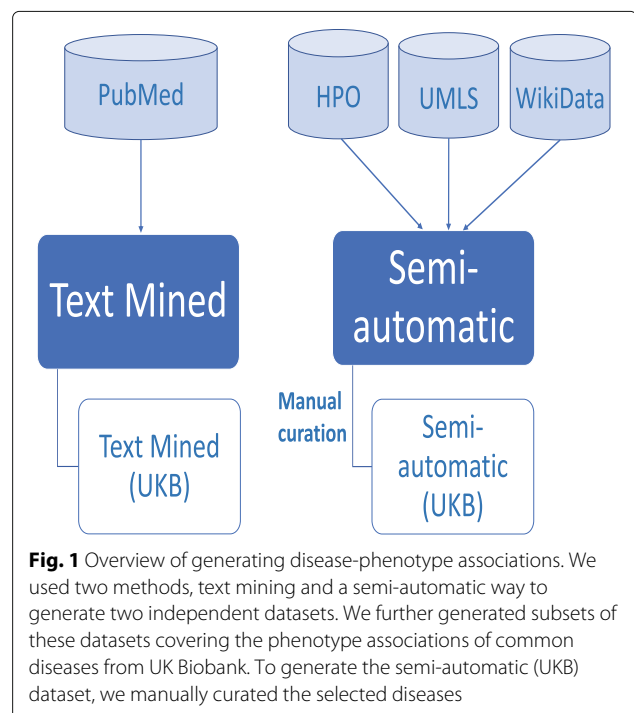 PubMed
HPO
UMLS
WikiData
Text Mined
Semi-
automatic
Manual
curation
Text Mined
(UKB)
Semi-
automatic
(UKB)
Fig. 1 Overview of generating disease-phenotype associations. We
used two methods, text mining and a semi-automatic way to
generate two independent datasets. We further generated subsets of
these datasets covering the phenotype associations of common
diseases from UK Biobank. To generate the semi-automatic (UKB)
dataset, we manually curated the selected diseases